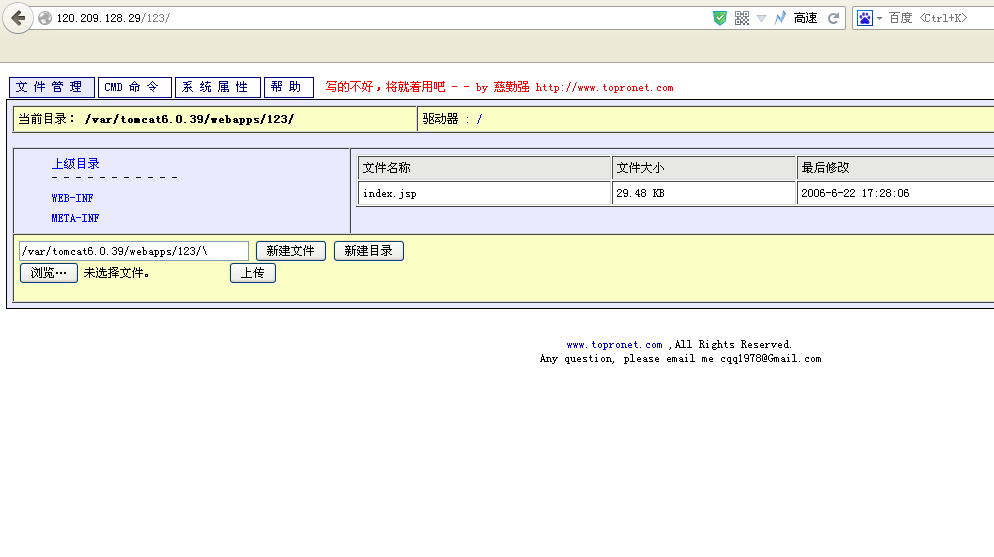 120.209.128.29/123/ 高速 百度 <Ctrl+K>
文件管理 CMD 命令 系统属性 帮助 写的不好，将就着用吧 - - by 慈勤强 http://www.topronet.com
当前目录： /var/tomcat6.0.39/webapps/123/ 驱动器 : /
上级目录
- - - - - - - - - - -
WEB-INF
META-INF
文件名称 文件大小 最后修改
index.jsp 29.48 KB 2006-6-22 17:28:06
/var/tomcat6.0.39/webapps/123/\ 新建文件 新建目录
浏览… 未选择文件。 上传
www.topronet.com ,All Rights Reserved.
Any question, please email me cqq1978@Gmail.com